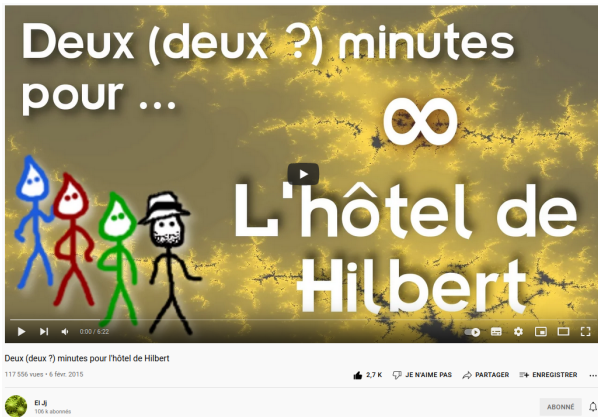 Deux (deux ?) minutes
pour ...
∞
L'hôtel de
Hilbert
0:00 / 6:22
Deux (deux ?) minutes pour l'hôtel de Hilbert
117 556 vues • 6 févr. 2015
2,7 K
JE N'AIME PAS
PARTAGER
ENREGISTRER
El Jj
106 k abonnés
ABONNÉ